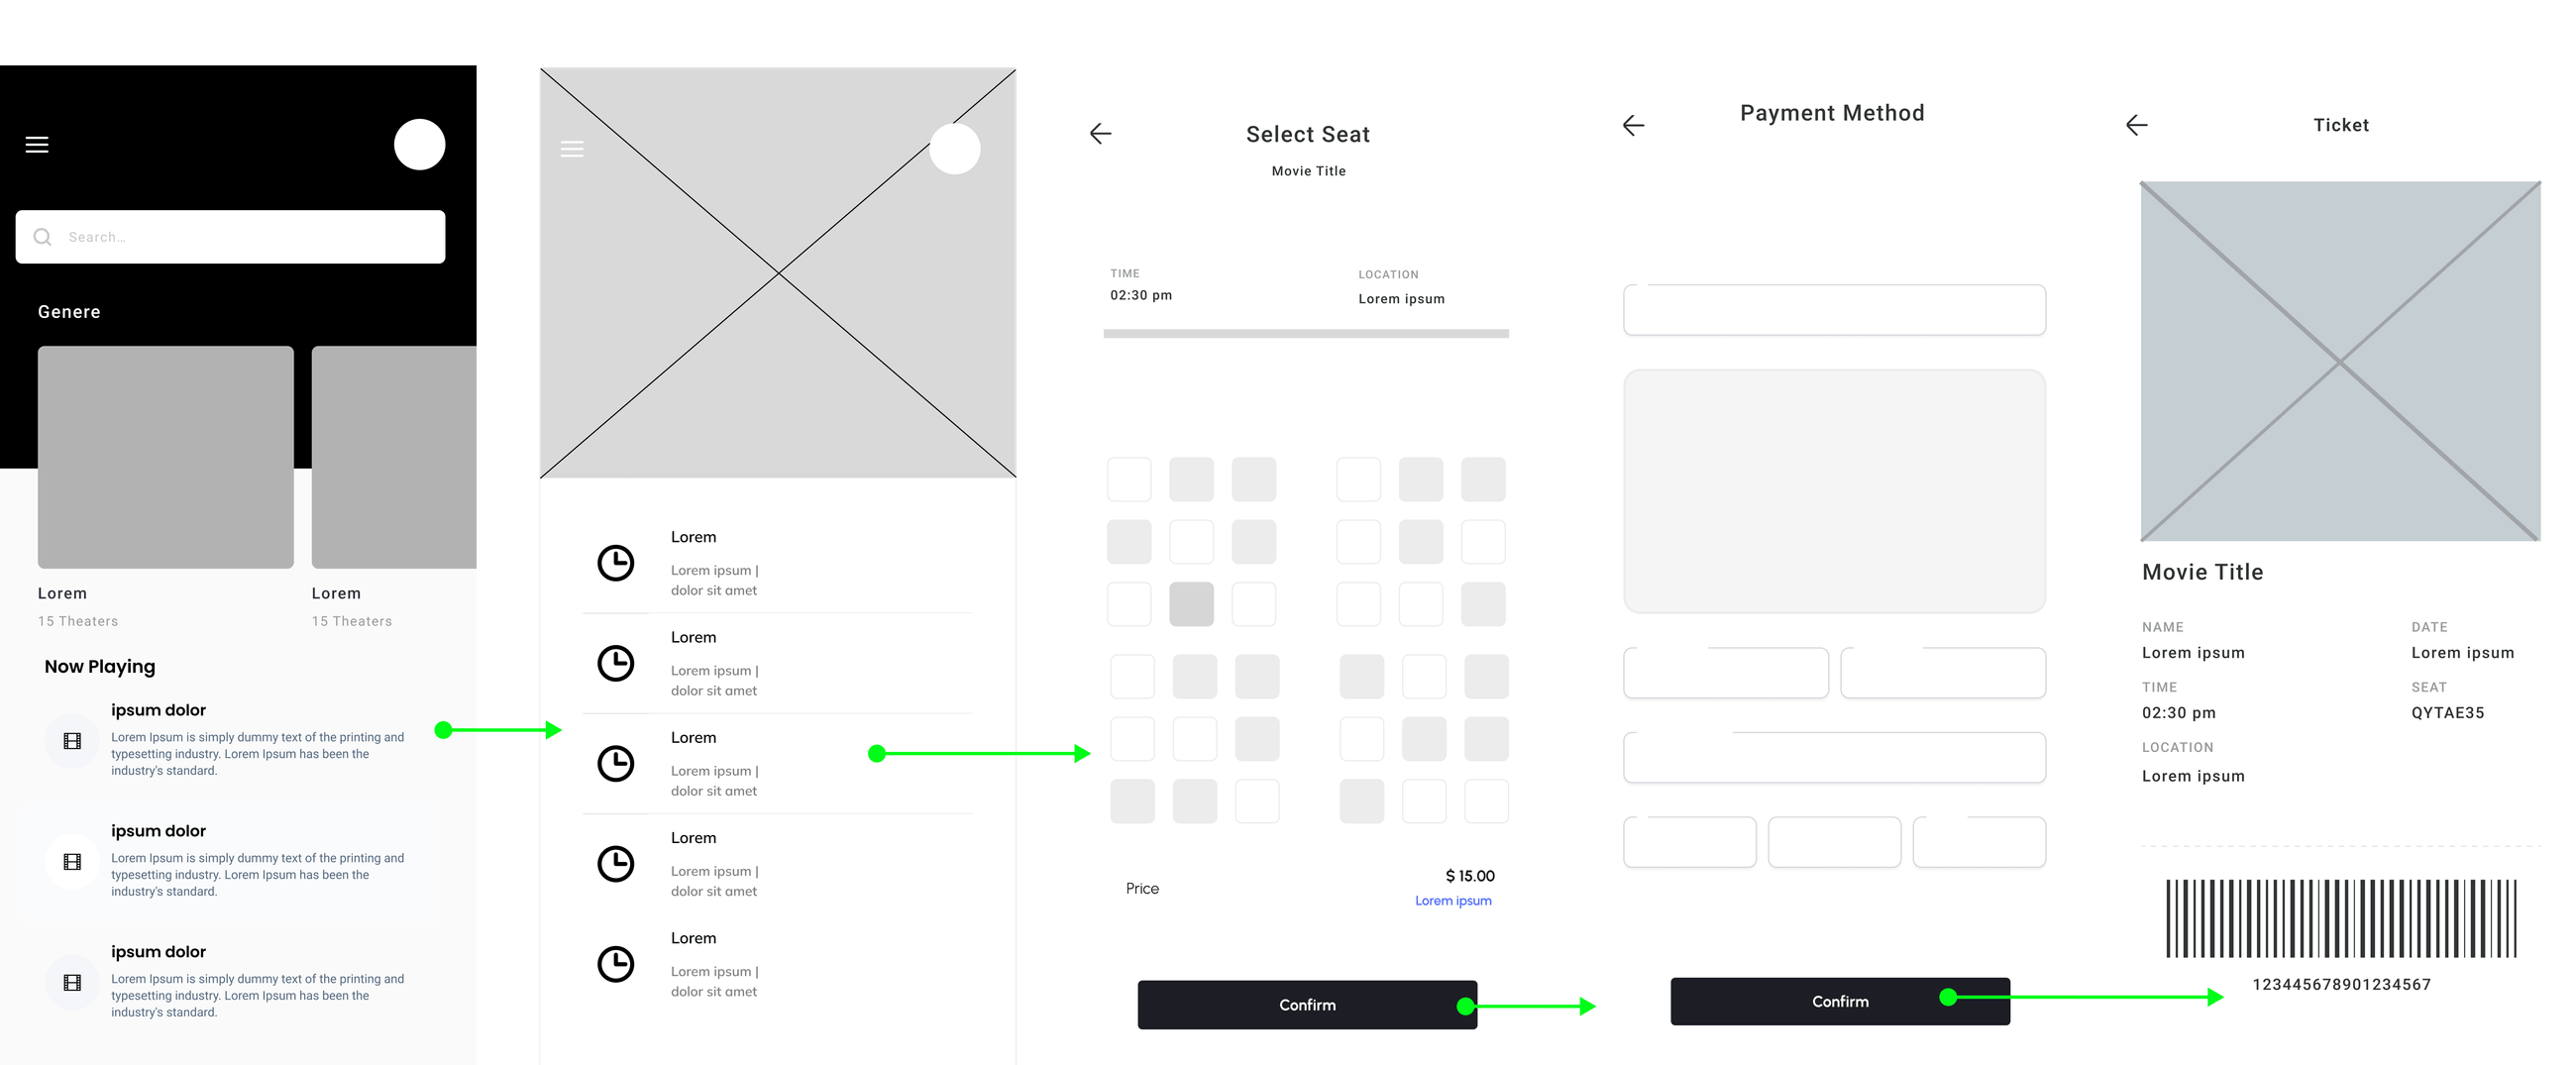 Search...
Genere
Lorem
15 Theaters
Lorem
15 Theaters
Now Playing
ipsum dolor
Lorem Ipsum is simply dummy text of the printing and
typesetting industry. Lorem Ipsum has been the
industry's standard.
ipsum dolor
Lorem Ipsum is simply dummy text of the printing and
typesetting industry. Lorem Ipsum has been the
industry's standard.
ipsum dolor
Lorem Ipsum is simply dummy text of the printing and
typesetting industry. Lorem Ipsum has been the
industry's standard.
Lorem
Lorem ipsum |
dolor sit amet
Lorem
Lorem ipsum |
dolor sit amet
Lorem
Lorem ipsum |
dolor sit amet
Lorem
Lorem ipsum |
dolor sit amet
Lorem
Lorem ipsum |
dolor sit amet
Select Seat
Movie Title
TIME
02:30 pm
LOCATION
Lorem ipsum
Price
$ 15.00
Lorem ipsum
Confirm
Payment Method
Confirm
Ticket
Movie Title
NAME
Lorem ipsum
DATE
Lorem ipsum
TIME
02:30 pm
SEAT
QYTAE35
LOCATION
Lorem ipsum
123445678901234567